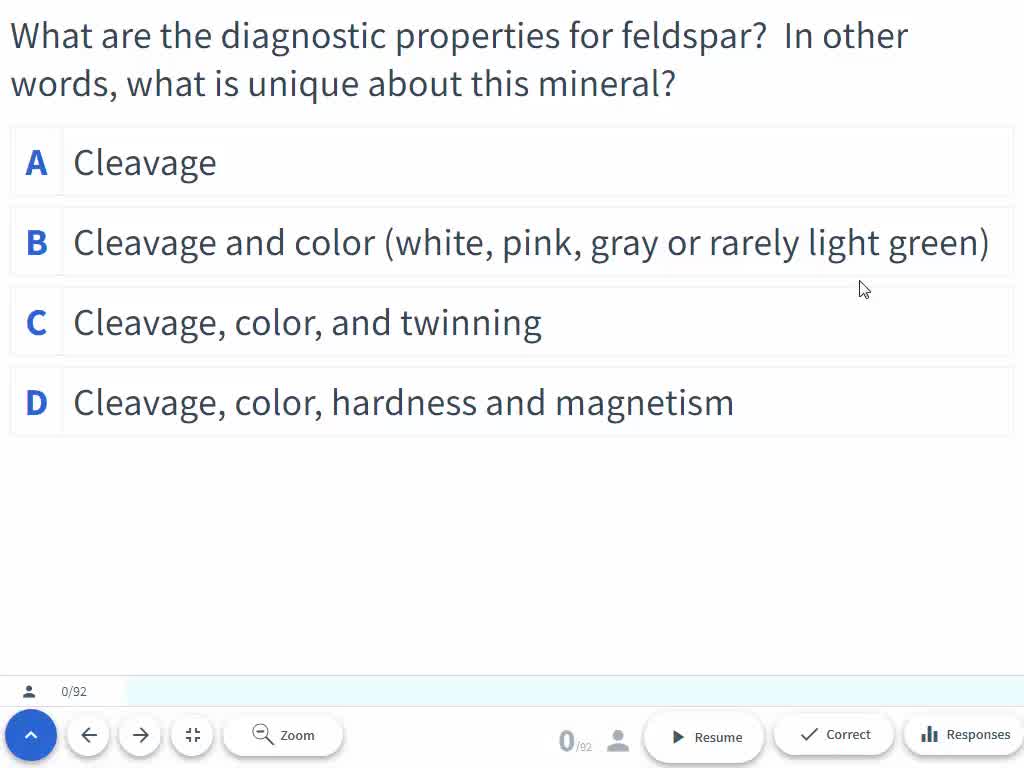 What are the diagnostic properties for feldspar?  In other
words, what is unique about this mineral?
A Cleavage
B Cleavage and color (white, pink, gray or rarely light green)
C Cleavage, color, and twinning
D Cleavage, color, hardness and magnetism
0/92
Zoom
0/92
Resume
Correct
Responses